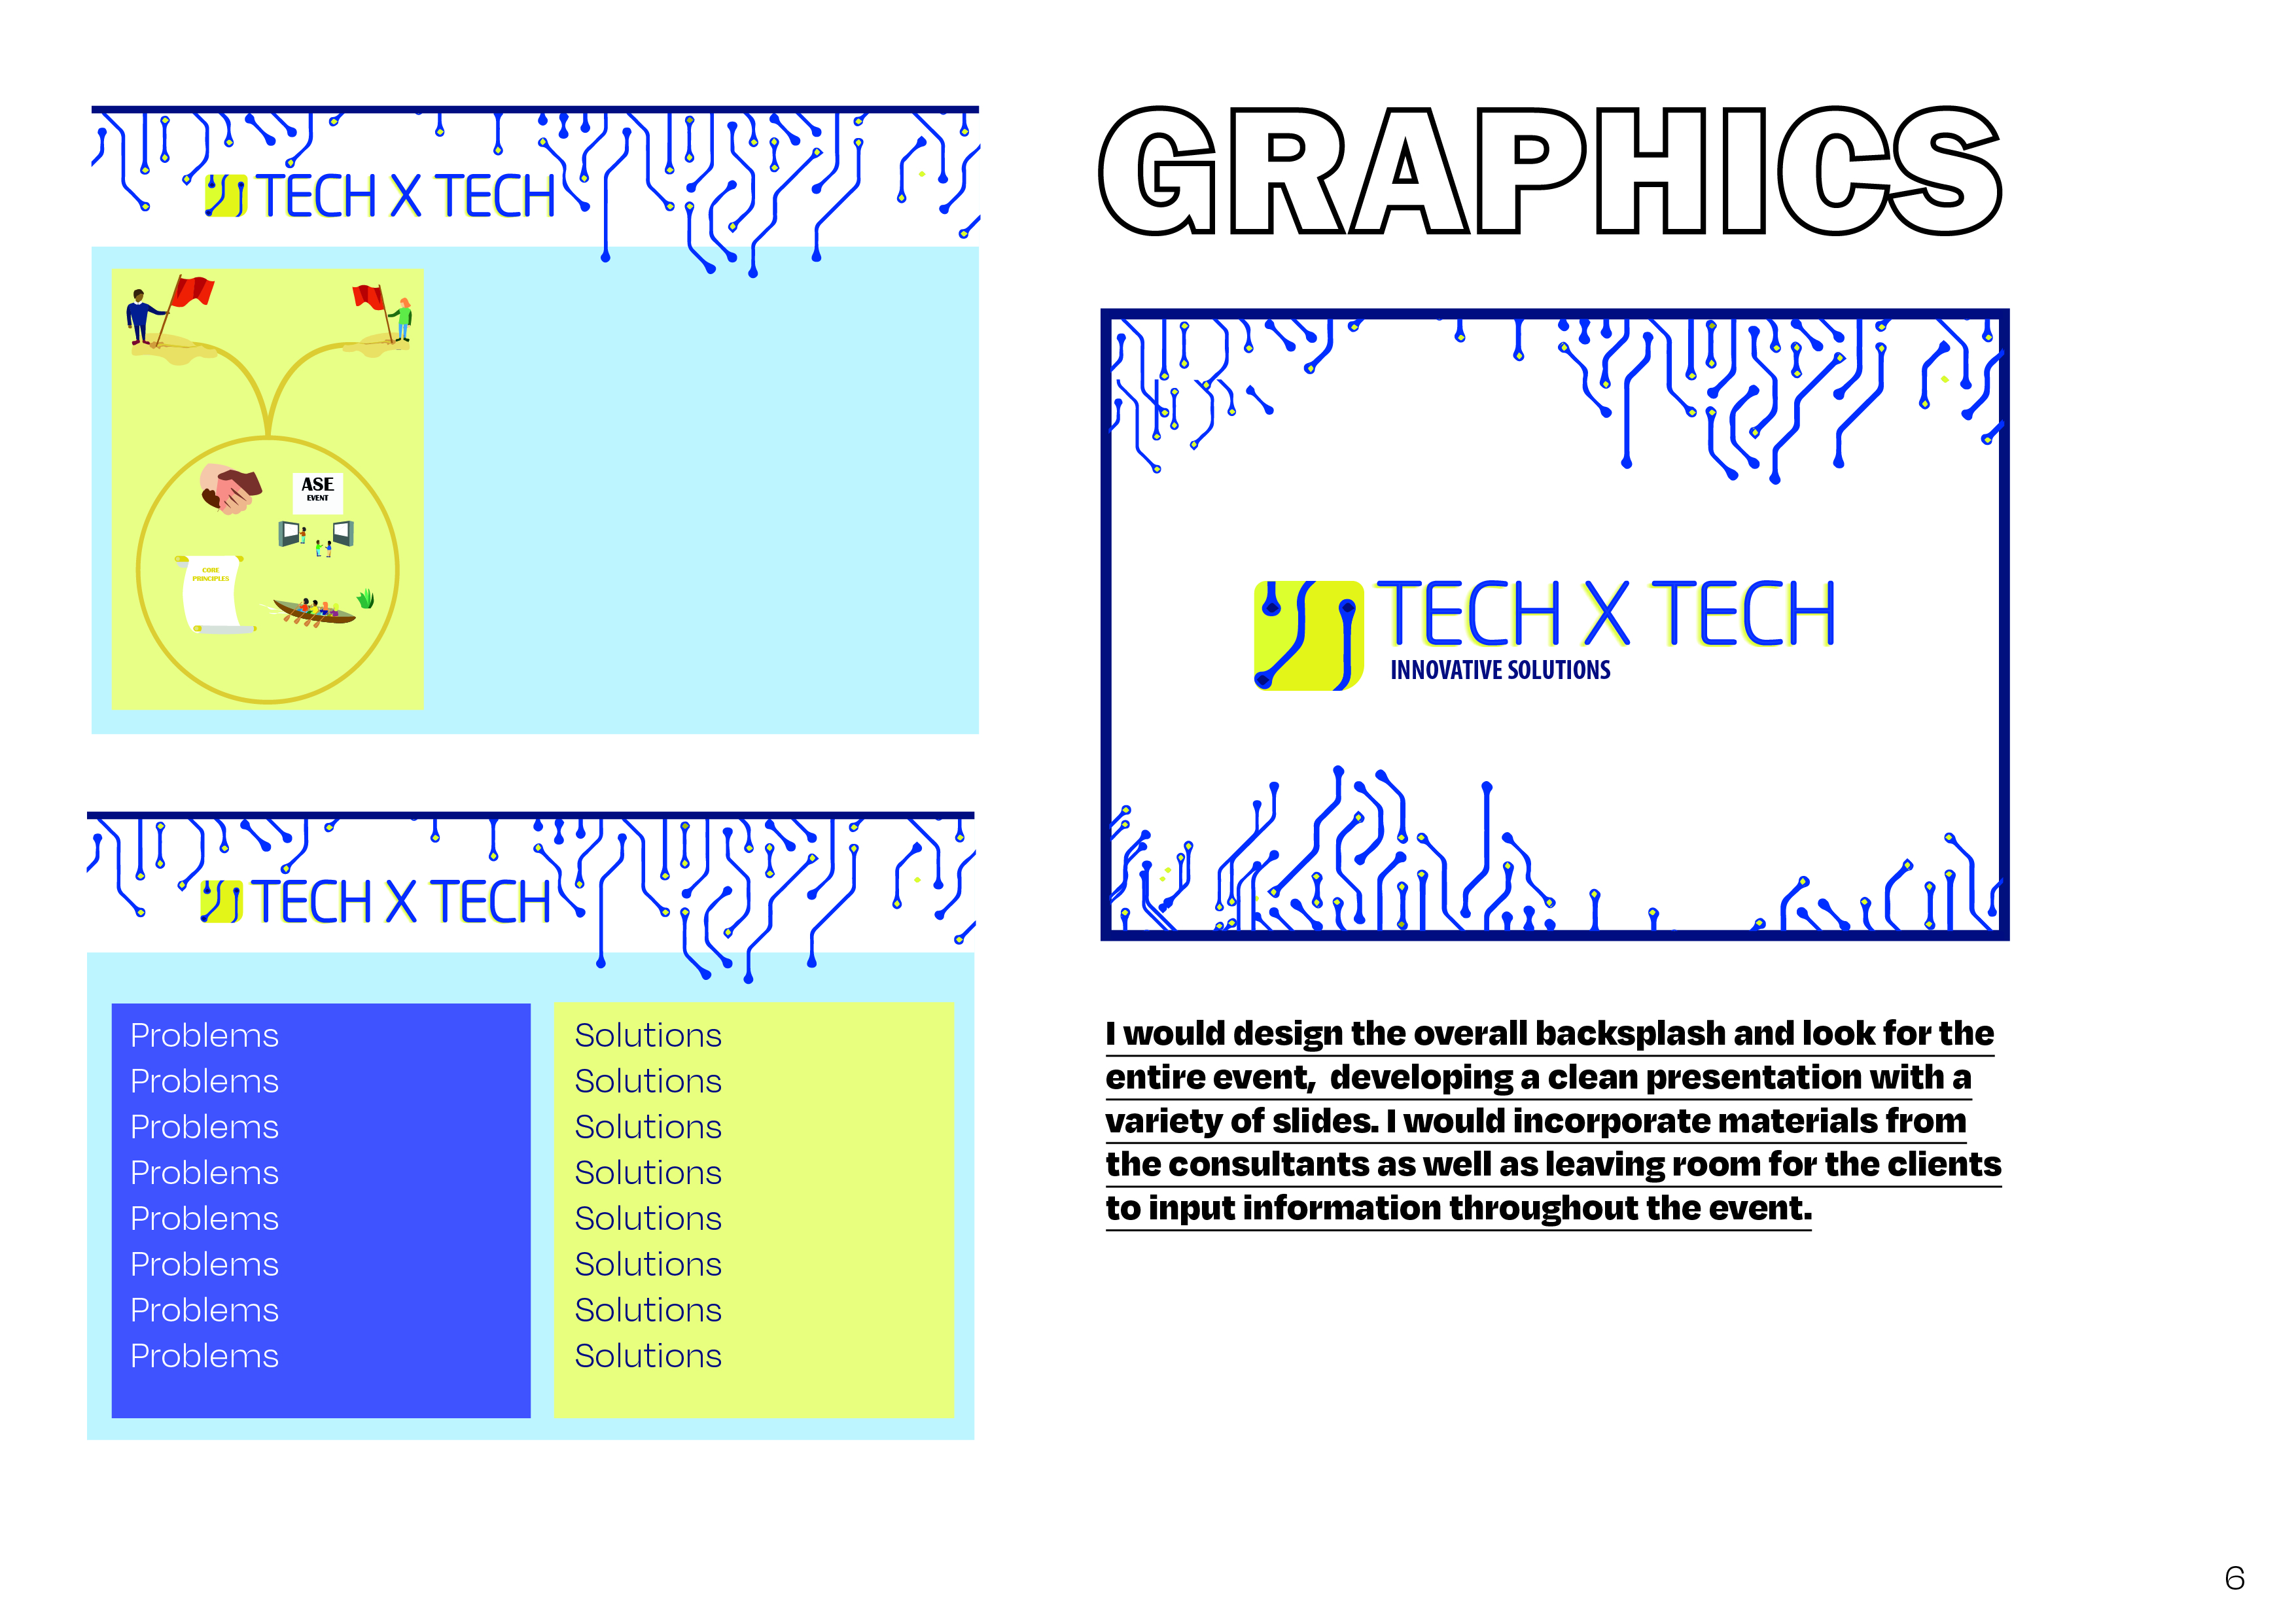 TECH X TECH
ASE
EVENT
CORE
PRINCIPLES
TECH X TECH
Problems
Problems
Problems
Problems
Problems
Problems
Problems
Problems
Solutions
Solutions
Solutions
Solutions
Solutions
Solutions
Solutions
Solutions
GRAPHICS
TECH X TECH
INNOVATIVE SOLUTIONS
I would design the overall backsplash and look for the
entire event,  developing a clean presentation with a
variety of slides. I would incorporate materials from
the consultants as well as leaving room for the clients
to input information throughout the event.
6